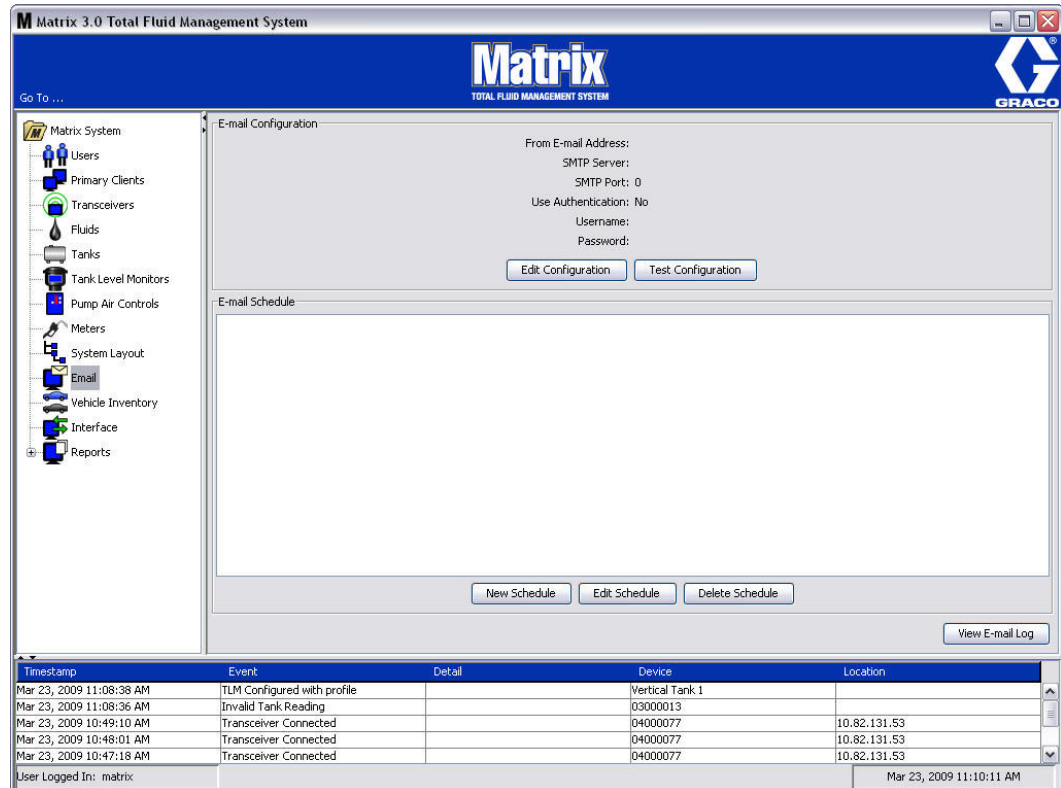 M Matrix 3.0 Total Fluid Management System
Matrix
TOTAL FLUID MANAGEMENT SYSTEM
Go To ...
G ®
GRACO
M Matrix System
Users
Primary Clients
Transceivers
Fluids
Tanks
Tank Level Monitors
Pump Air Controls
Meters
System Layout
Email
Vehicle Inventory
Interface
Reports
E-mail Configuration
From E-mail Address:
SMTP Server:
SMTP Port: 0
Use Authentication: No
Username:
Password:
Edit Configuration Test Configuration
E-mail Schedule
New Schedule Edit Schedule Delete Schedule
View E-mail Log
Timestamp Event Detail Device Location
Mar 23, 2009 11:08:38 AM TLM Configured with profile Vertical Tank 1
Mar 23, 2009 11:08:36 AM Invalid Tank Reading 03000013
Mar 23, 2009 10:49:10 AM Transceiver Connected 04000077 10.82.131.53
Mar 23, 2009 10:48:01 AM Transceiver Connected 04000077 10.82.131.53
Mar 23, 2009 10:47:18 AM Transceiver Connected 04000077 10.82.131.53
User Logged In: matrix Mar 23, 2009 11:10:11 AM